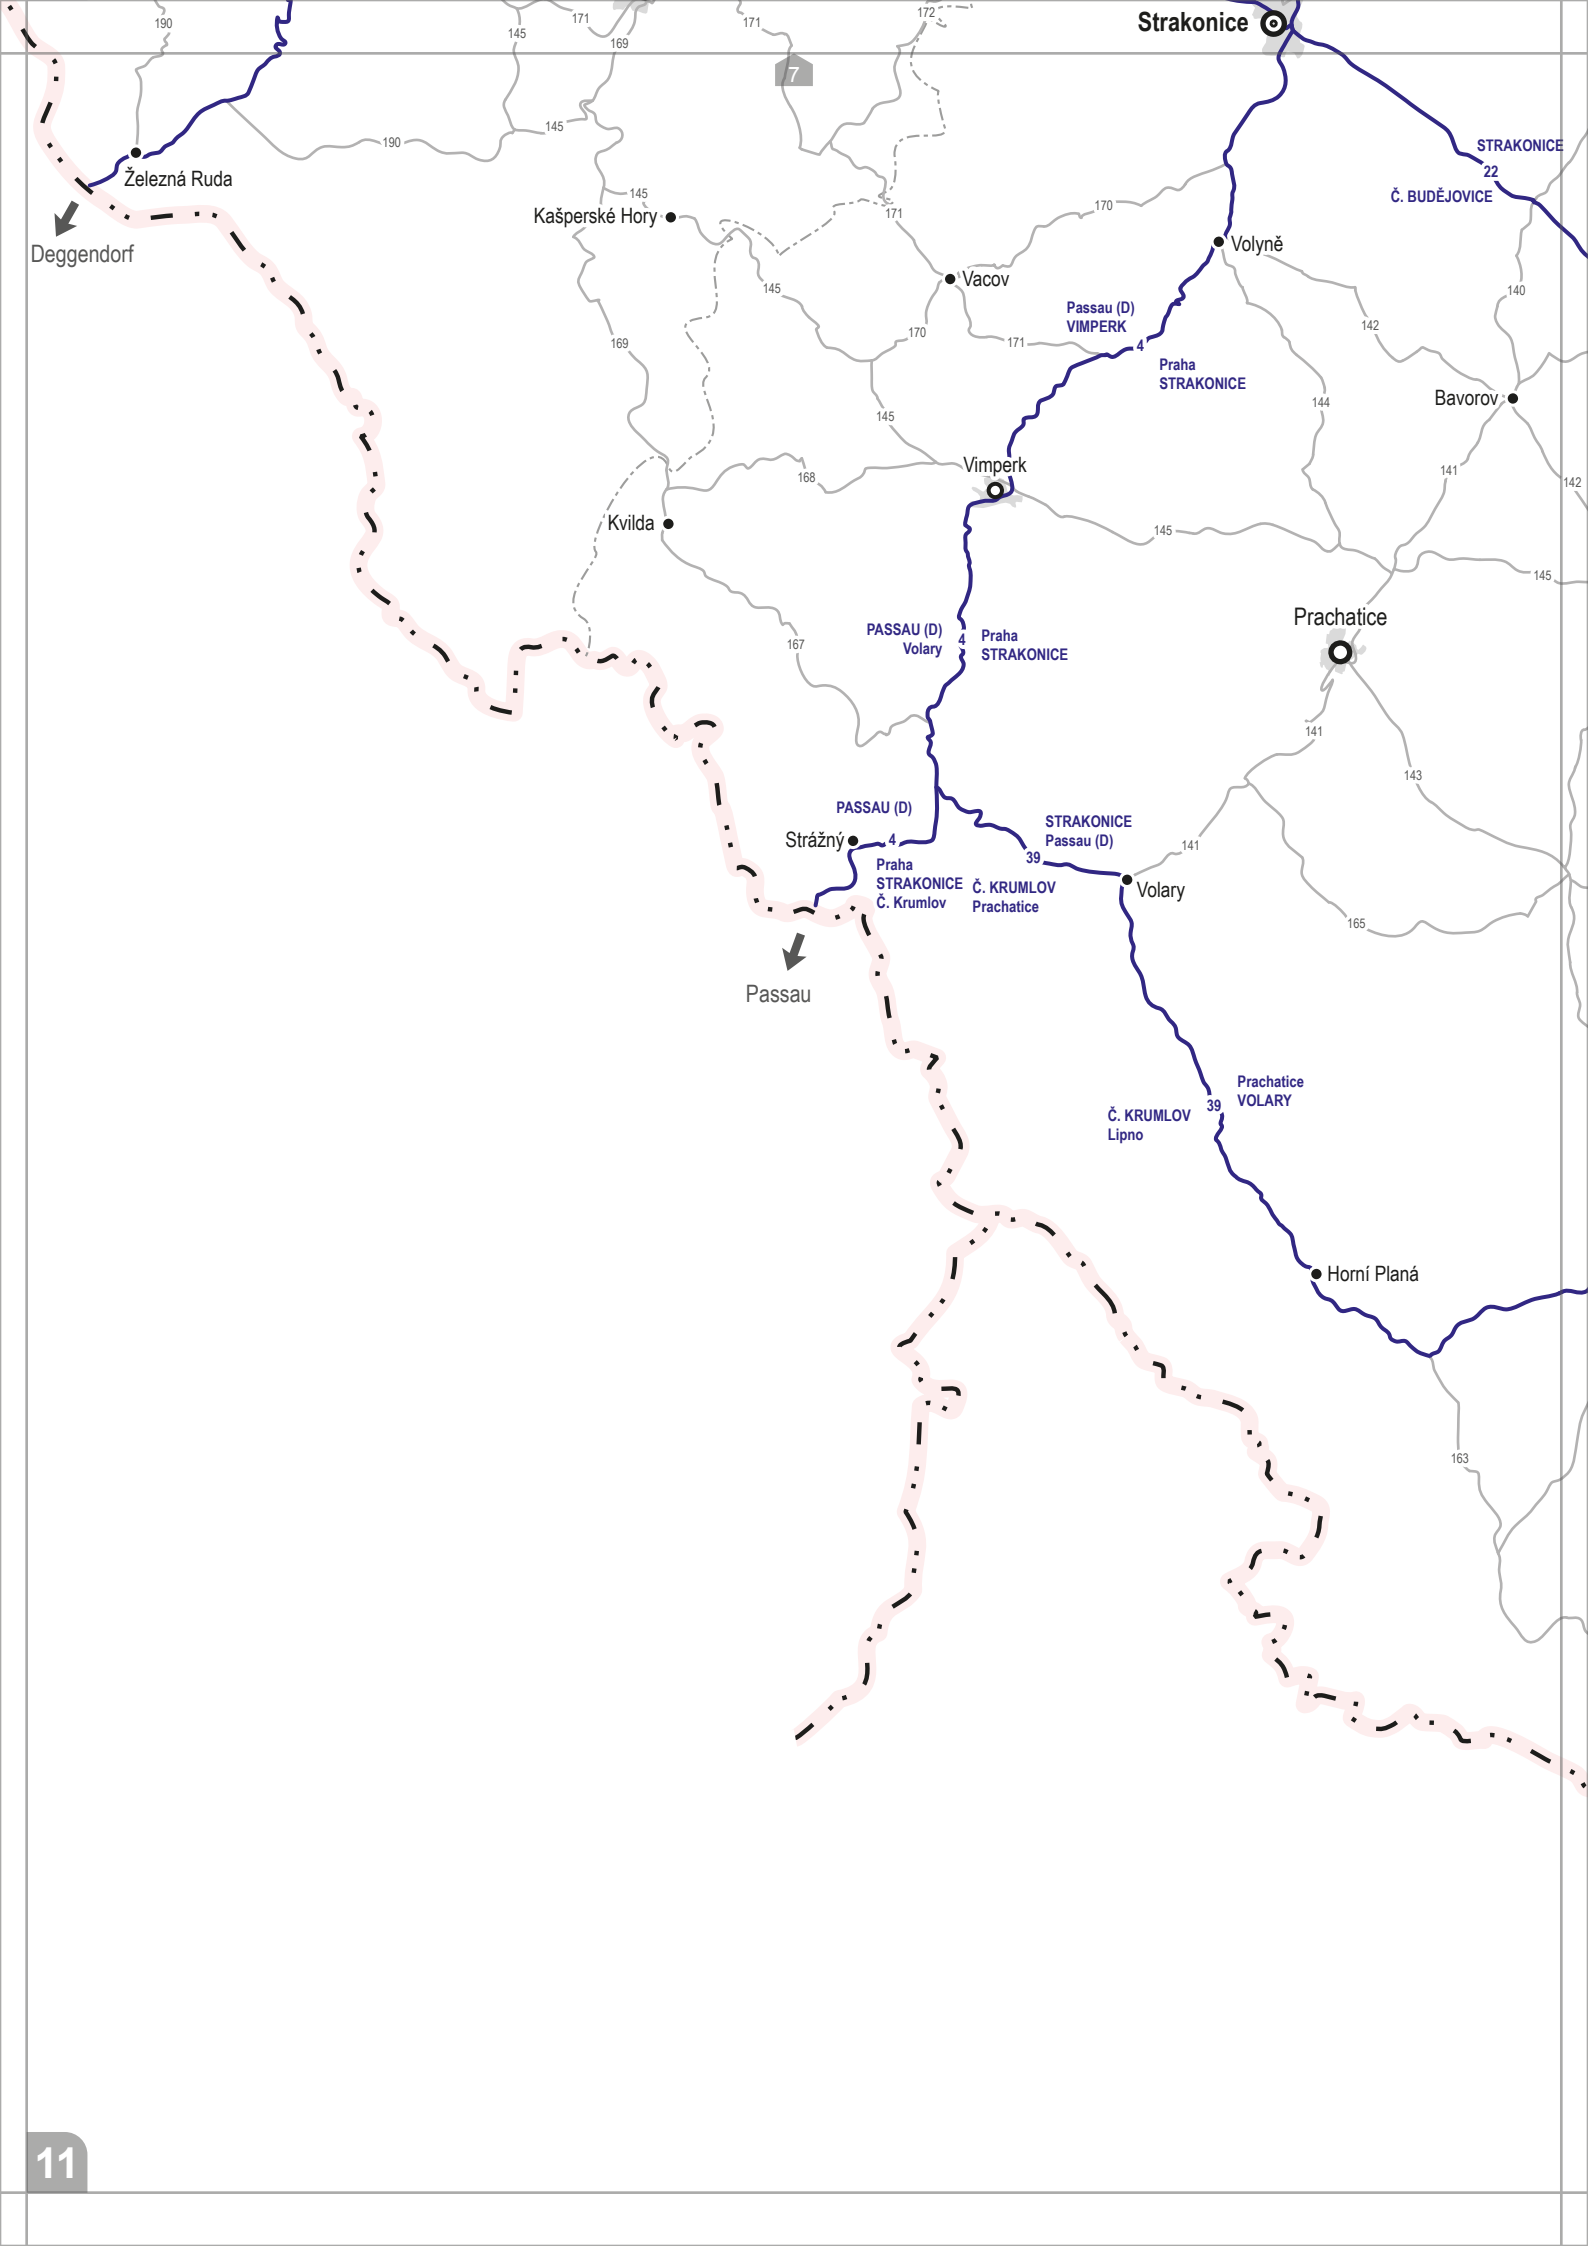 190
171
171
172
Strakonice
145
169
7
145
190
STRAKONICE
22
Č. BUDĚJOVICE
Železná Ruda
145
Kašperské Hory
171
170
Deggendorf
Volyně
Vacov
145
140
Passau (D)
VIMPERK
142
170
171
4
169
Praha
STRAKONICE
144
Bavorov
145
Vimperk
168
141
142
Kvilda
145
145
Prachatice
PASSAU (D)
Volary
4
Praha
STRAKONICE
167
141
143
PASSAU (D)
STRAKONICE
Passau (D)
Strážný
4
141
39
Praha
STRAKONICE
Č. Krumlov
Č. KRUMLOV
Prachatice
Volary
165
Passau
Prachatice
VOLARY
39
Č. KRUMLOV
Lipno
Horní Planá
163
11